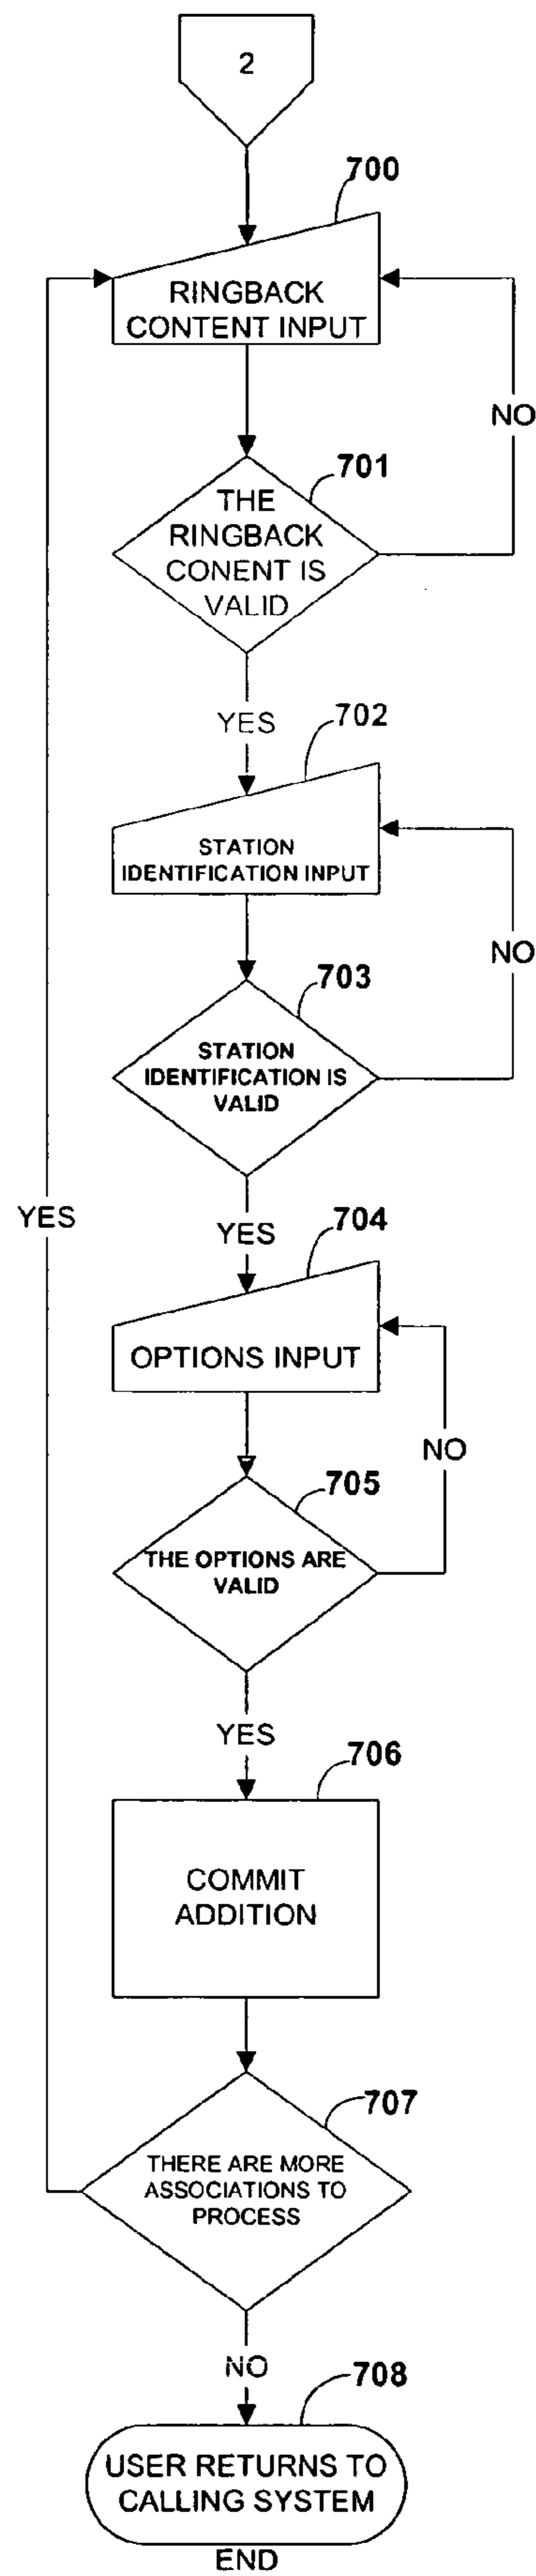 2
700
RINGBACK
CONTENT INPUT
NO
701
THE
RINGBACK
CONENT IS
VALID
YES
702
STATION
IDENTIFICATION INPUT
NO
703
STATION
IDENTIFICATION IS
VALID
YES
YES
704
OPTIONS INPUT
NO
705
THE OPTIONS ARE
VALID
YES
706
COMMIT
ADDITION
707
THERE ARE MORE
ASSOCIATIONS TO
PROCESS
NO
708
USER RETURNS TO
CALLING SYSTEM
END